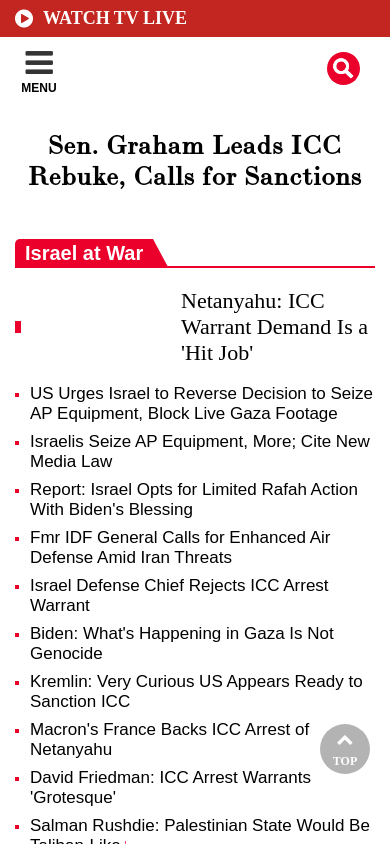 WATCH TV LIVE
MENU
Sen. Graham Leads ICC
Rebuke, Calls for Sanctions
Israel at War
Netanyahu: ICC
Warrant Demand Is a
'Hit Job'
US Urges Israel to Reverse Decision to Seize
AP Equipment, Block Live Gaza Footage
Israelis Seize AP Equipment, More; Cite New
Media Law
Report: Israel Opts for Limited Rafah Action
With Biden's Blessing
Fmr IDF General Calls for Enhanced Air
Defense Amid Iran Threats
Israel Defense Chief Rejects ICC Arrest
Warrant
Biden: What's Happening in Gaza Is Not
Genocide
Kremlin: Very Curious US Appears Ready to
Sanction ICC
Macron's France Backs ICC Arrest of
Netanyahu
TOP
David Friedman: ICC Arrest Warrants
'Grotesque'
Salman Rushdie: Palestinian State Would Be